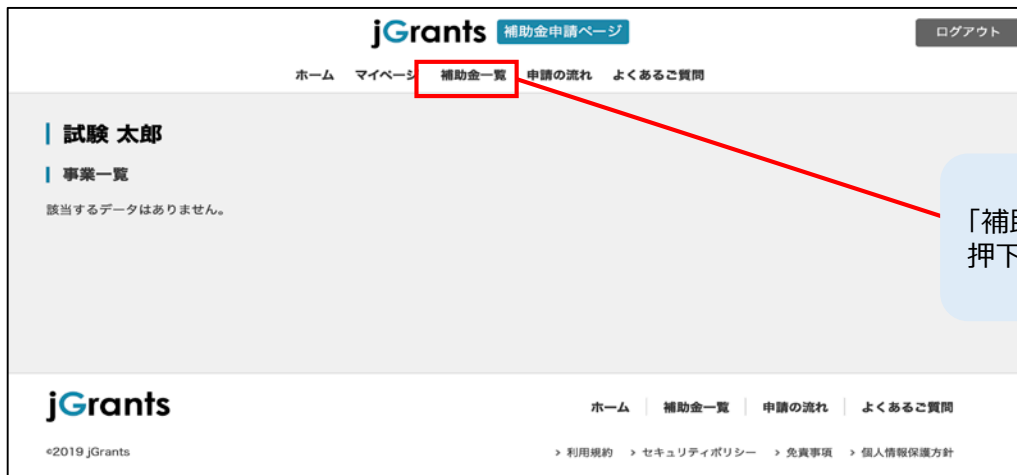 jGrants 補助金申請ページ ログアウト
ホーム マイページ 補助金一覧 申請の流れ よくあるご質問
試験 太郎
事業一覧
該当するデータはありません。
「補
押下
jGrants
ホーム 補助金一覧 申請の流れ よくあるご質問
©2019 jGrants
> 利用規約 > セキュリティポリシー > 免責事項 > 個人情報保護方針